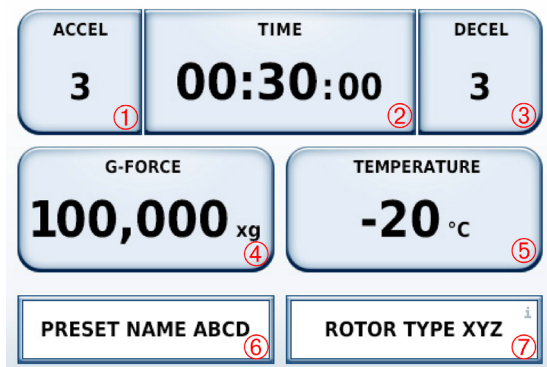 ACCEL TIME DECEL
3 00:30:00 3
① ② ③
G-FORCE TEMPERATURE
100,000 xg -20 °C
④ ⑤
i
PRESET NAME ABCD ROTOR TYPE XYZ
⑥ ⑦